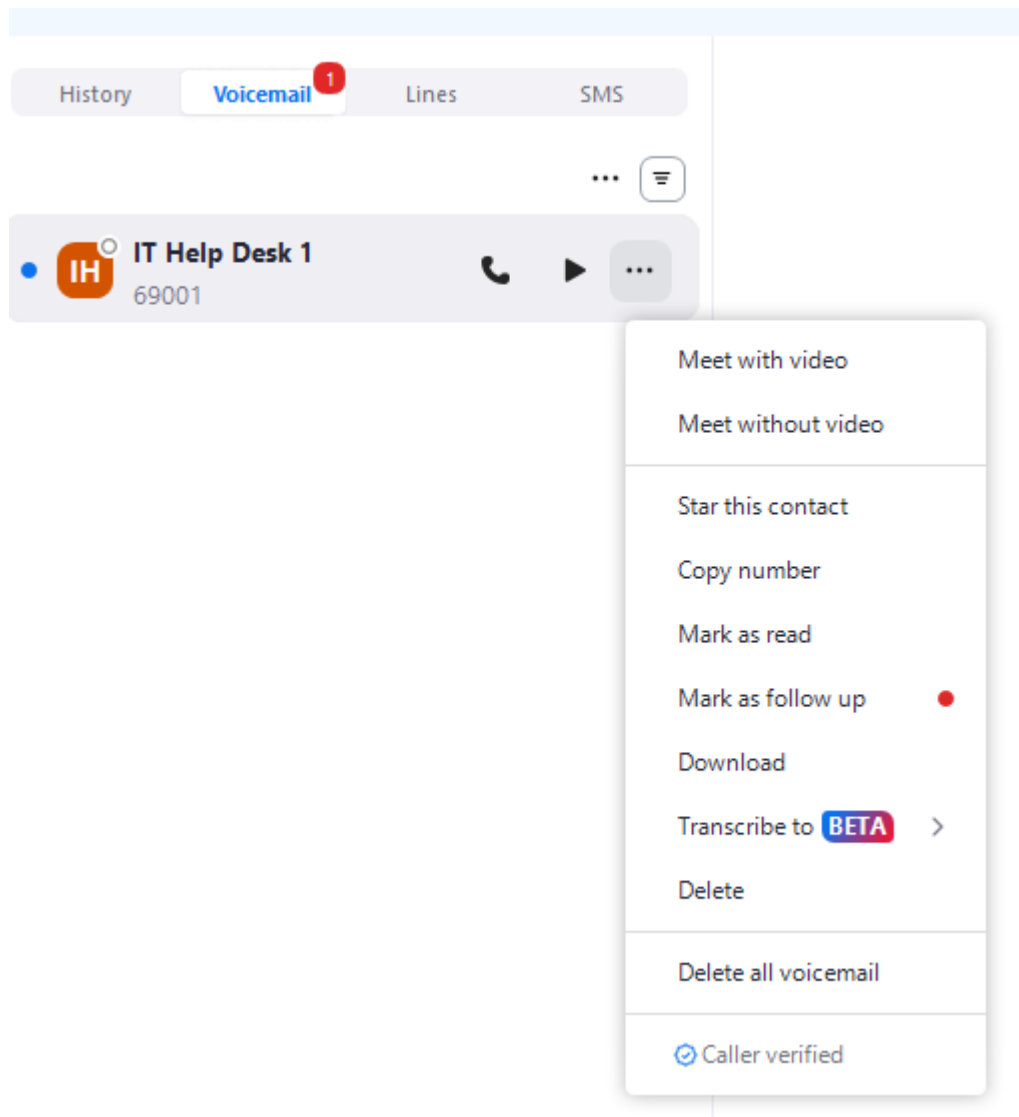 History
Voicemail
1
Lines
SMS
IH
IT Help Desk 1
69001
Meet with video
Meet without video
Star this contact
Copy number
Mark as read
Mark as follow up
Download
Transcribe to BETA
Delete
Delete all voicemail
Caller verified